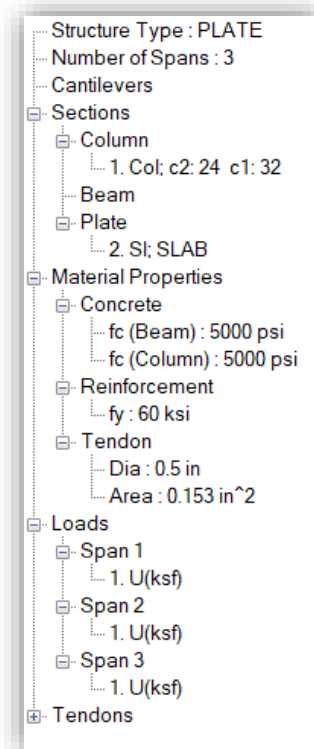 Structure Type : PLATE
Number of Spans : 3
Cantilevers
Sections
Column
1. Col; c2: 24 c1: 32
Beam
Plate
2. Sl; SLAB
Material Properties
Concrete
fc (Beam) : 5000 psi
fc (Column) : 5000 psi
Reinforcement
fy : 60 ksi
Tendon
Dia : 0.5 in
Area : 0.153 in^2
Loads
Span 1
1. U(ksf)
Span 2
1. U(ksf)
Span 3
1. U(ksf)
Tendons